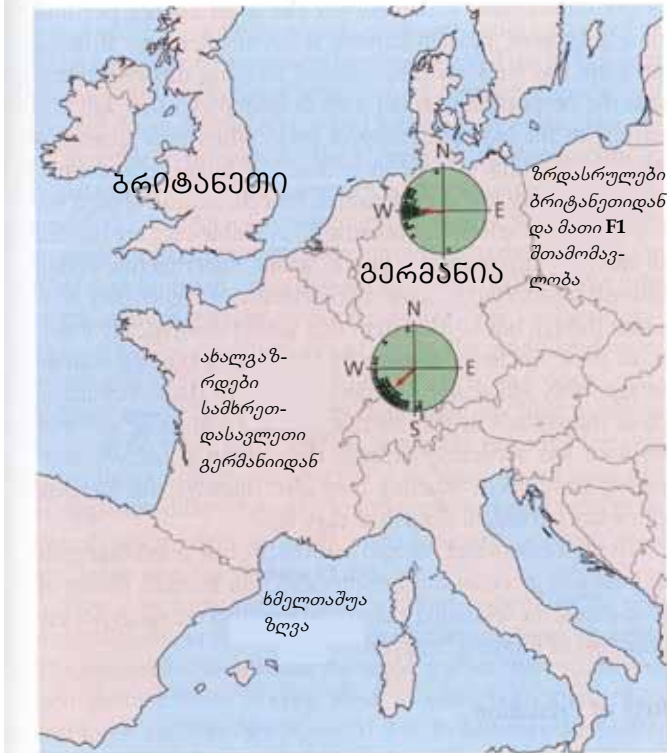 ბრიტანეთი
N
W
E
ზრდასრულები
ბრიტანეთიდან
და მათი F1
შთამომავ-
ლობა
გერმანია
N
W
E
S
ახალგაზ-
რდები
სამხრეთ-
დასავლეთი
გერმანიიდან
ხმელთაშუა
ზღვა